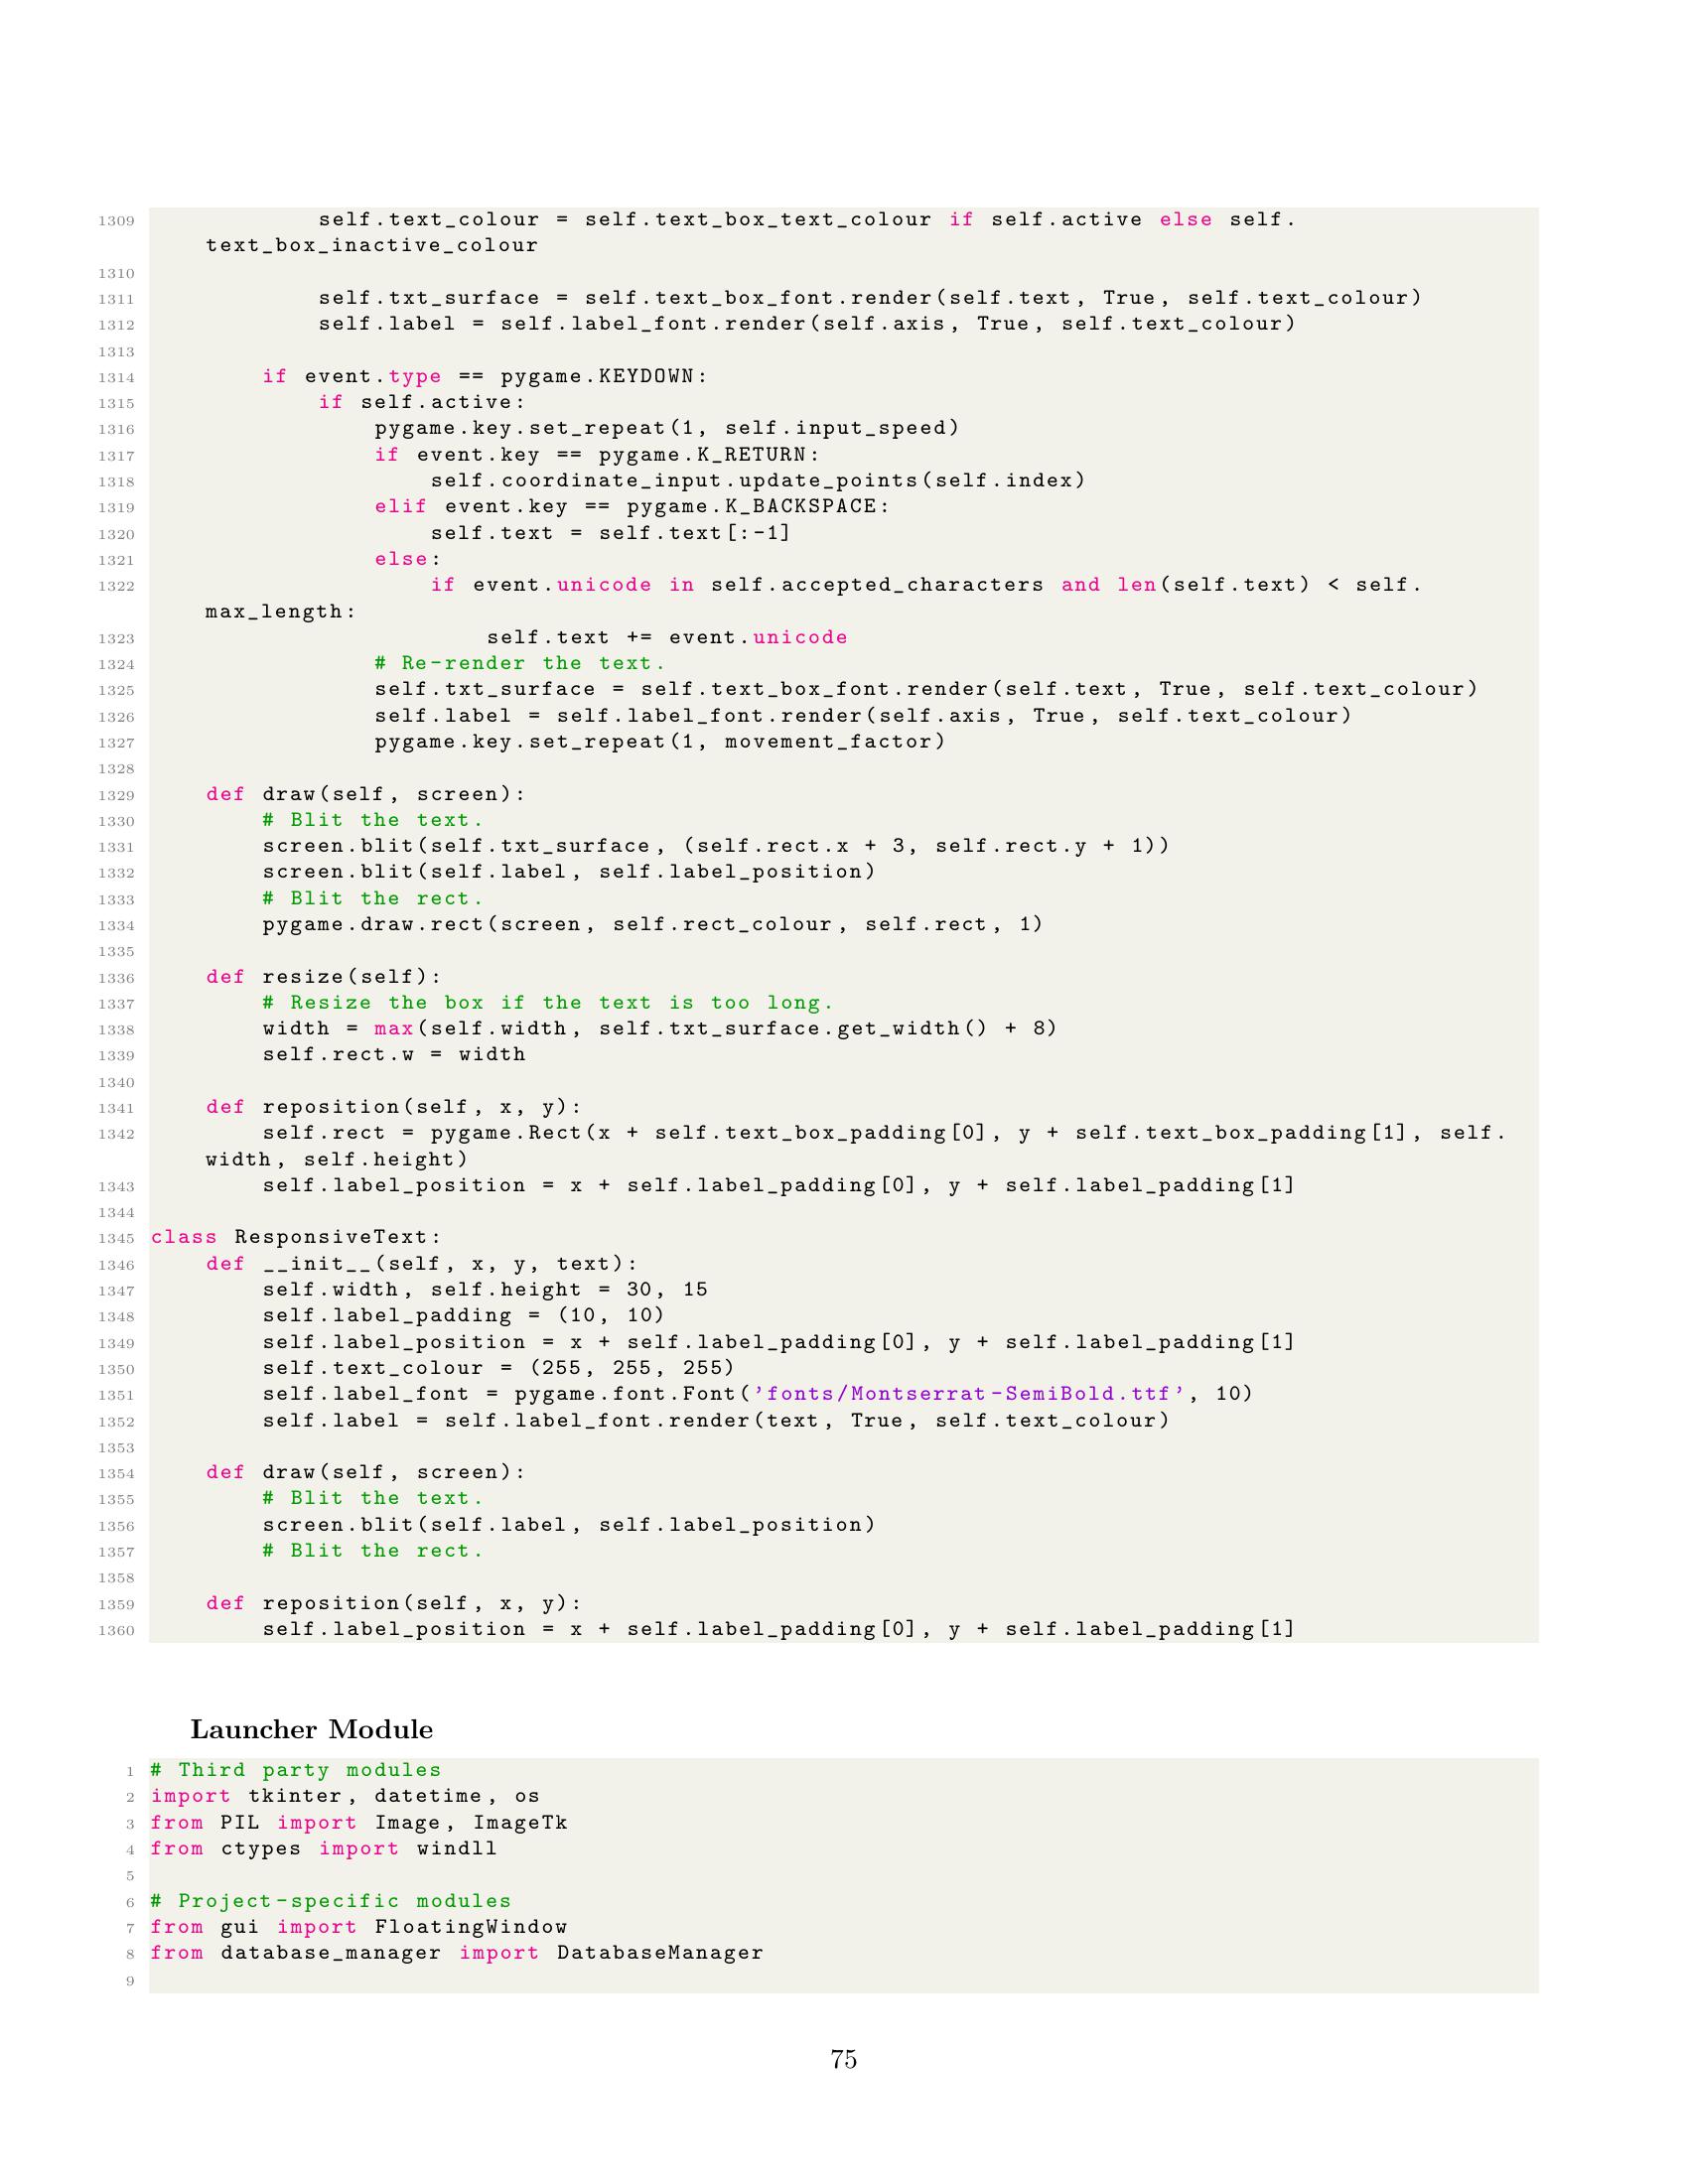 1309             self.text_colour = self.text_box_text_colour if self.active else self.
    text_box_inactive_colour
1310
1311             self.txt_surface = self.text_box_font.render(self.text, True, self.text_colour)
1312             self.label = self.label_font.render(self.axis, True, self.text_colour)
1313
1314         if event.type == pygame.KEYDOWN:
1315             if self.active:
1316                 pygame.key.set_repeat(1, self.input_speed)
1317                 if event.key == pygame.K_RETURN:
1318                     self.coordinate_input.update_points(self.index)
1319                 elif event.key == pygame.K_BACKSPACE:
1320                     self.text = self.text[:-1]
1321                 else:
1322                     if event.unicode in self.accepted_characters and len(self.text) < self.
    max_length:
1323                         self.text += event.unicode
1324                 # Re-render the text.
1325                 self.txt_surface = self.text_box_font.render(self.text, True, self.text_colour)
1326                 self.label = self.label_font.render(self.axis, True, self.text_colour)
1327                 pygame.key.set_repeat(1, movement_factor)
1328
1329     def draw(self, screen):
1330         # Blit the text.
1331         screen.blit(self.txt_surface, (self.rect.x + 3, self.rect.y + 1))
1332         screen.blit(self.label, self.label_position)
1333         # Blit the rect.
1334         pygame.draw.rect(screen, self.rect_colour, self.rect, 1)
1335
1336     def resize(self):
1337         # Resize the box if the text is too long.
1338         width = max(self.width, self.txt_surface.get_width() + 8)
1339         self.rect.w = width
1340
1341     def reposition(self, x, y):
1342         self.rect = pygame.Rect(x + self.text_box_padding[0], y + self.text_box_padding[1], self.
    width, self.height)
1343         self.label_position = x + self.label_padding[0], y + self.label_padding[1]
1344
1345 class ResponsiveText:
1346     def __init__(self, x, y, text):
1347         self.width, self.height = 30, 15
1348         self.label_padding = (10, 10)
1349         self.label_position = x + self.label_padding[0], y + self.label_padding[1]
1350         self.text_colour = (255, 255, 255)
1351         self.label_font = pygame.font.Font('fonts/Montserrat-SemiBold.ttf', 10)
1352         self.label = self.label_font.render(text, True, self.text_colour)
1353
1354     def draw(self, screen):
1355         # Blit the text.
1356         screen.blit(self.label, self.label_position)
1357         # Blit the rect.
1358
1359     def reposition(self, x, y):
1360         self.label_position = x + self.label_padding[0], y + self.label_padding[1]
Launcher Module
1 # Third party modules
2 import tkinter, datetime, os
3 from PIL import Image, ImageTk
4 from ctypes import windll
5
6 # Project-specific modules
7 from gui import FloatingWindow
8 from database_manager import DatabaseManager
9
75